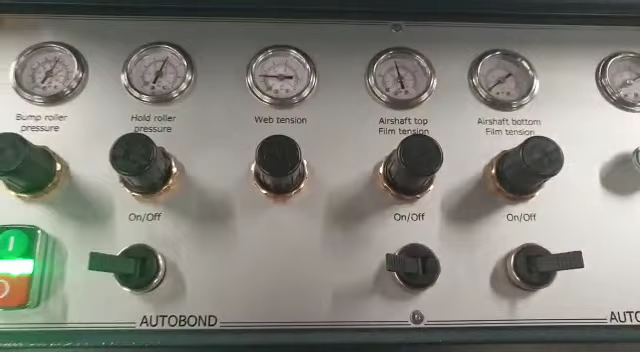 Bump roller
pressure
Hold roller
pressure
Web tension
Airshaft top
Film tension
Airshaft bottom
Film tension
On/Off
On/Off
On/Off
I
O
AUTOBOND
AUTO